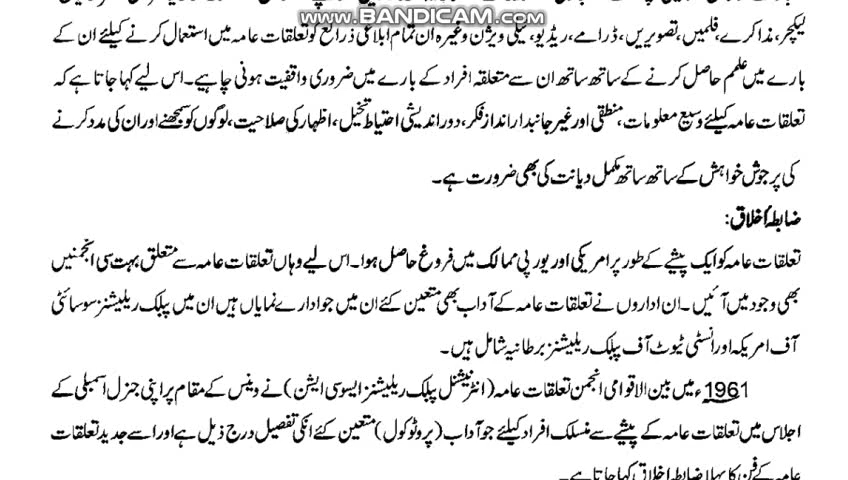 www.BANDICAM.com
لیکچر، مذاکرے، فلمیں، تصویریں، ڈرامے، ریڈیو، ٹیلی ویژن وغیرہ ان تمام ابلاغی ذرائع کو تعلقات عامہ میں استعمال کرنے کیلئے ان کے
بارے میں علم حاصل کرنے کے ساتھ ساتھ ان سے متعلقہ افراد کے بارے میں ضروری واقفیت ہونی چاہیے۔ اس لیے کہا جاتا ہے کہ
تعلقات عامہ کیلئے وسیع معلومات، منطقی اور غیر جانبدار انداز فکر، دور اندیشی احتیاط تخیل، اظہار کی صلاحیت، لوگوں کو سمجھنے اور ان کی مدد کرنے
کی پرجوش خواہش کے ساتھ ساتھ مکمل دیانت کی بھی ضرورت ہے۔
ضابطۂ اخلاق:
تعلقات عامہ کو ایک پیشے کے طور پر امریکی اور یورپی ممالک میں فروغ حاصل ہوا۔ اس لیے وہاں تعلقات عامہ سے متعلق بہت سی انجمنیں
بھی وجود میں آئیں۔ ان اداروں نے تعلقات عامہ کے آداب بھی متعین کئے ان میں جو ادارے نمایاں ہیں ان میں پبلک ریلیشنز سوسائٹی
آف امریکہ اور انسٹی ٹیوٹ آف پبلک ریلیشنز برطانیہ شامل ہیں۔
1961ء میں بین الاقوامی انجمن تعلقات عامہ (انٹرنیشنل پبلک ریلیشنز ایسوسی ایشن) نے وینس کے مقام پر اپنی جنرل اسمبلی کے
اجلاس میں تعلقات عامہ کے پیشے سے منسلک افراد کیلئے جو آداب (پروٹوکول) متعین کئے انکی تفصیل درج ذیل ہے اور اسے جدید تعلقات
عامہ کے فن کا پہلا ضابطہ اخلاق کہا جاتا ہے۔